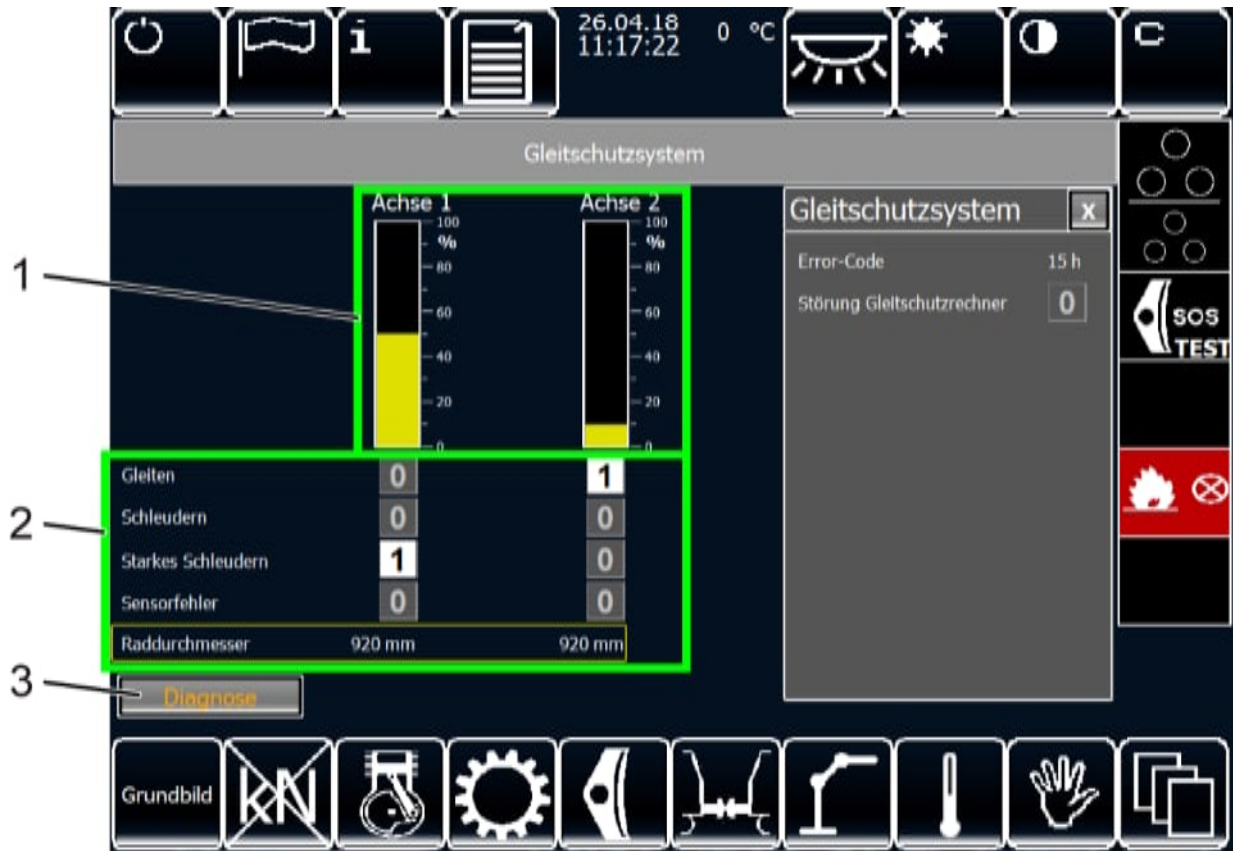 i
26.04.18
11:17:22
0 °C
C
Gleitschutzsystem
Achse 1
Achse 2
100
%
80
60
40
20
0
100
%
80
60
40
20
0
1
Gleiten 0 1
Schleudern 0 0
Starkes Schleudern 1 0
Sensorfehler 0 0
Raddurchmesser 920 mm 920 mm
2
3
Diagnose
Gleitschutzsystem x
Error-Code 15 h
Störung Gleitschutzrechner 0
SOS
TEST
Grundbild
kN